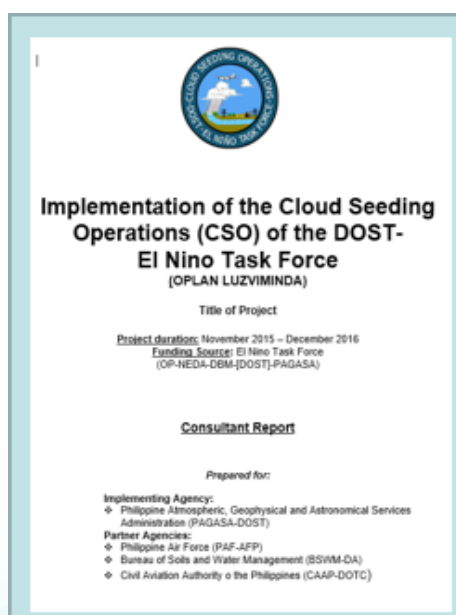 CLOUD SEEDING OPERATIONS
DOST- EL NIÑO TASK FORCE
Implementation of the Cloud Seeding
Operations (CSO) of the DOST-
El Nino Task Force
(OPLAN LUZVIMINDA)
Title of Project
Project duration: November 2015 – December 2016
Funding Source: El Nino Task Force
(OP-NEDA-DBM-[DOST]-PAGASA)
Consultant Report
Prepared for:
Implementing Agency:
❖ Philippine Atmospheric, Geophysical and Astronomical Services
Administration (PAGASA-DOST)
Partner Agencies:
❖ Philippine Air Force (PAF-AFP)
❖ Bureau of Soils and Water Management (BSWM-DA)
❖ Civil Aviation Authority o the Philippines (CAAP-DOTC)